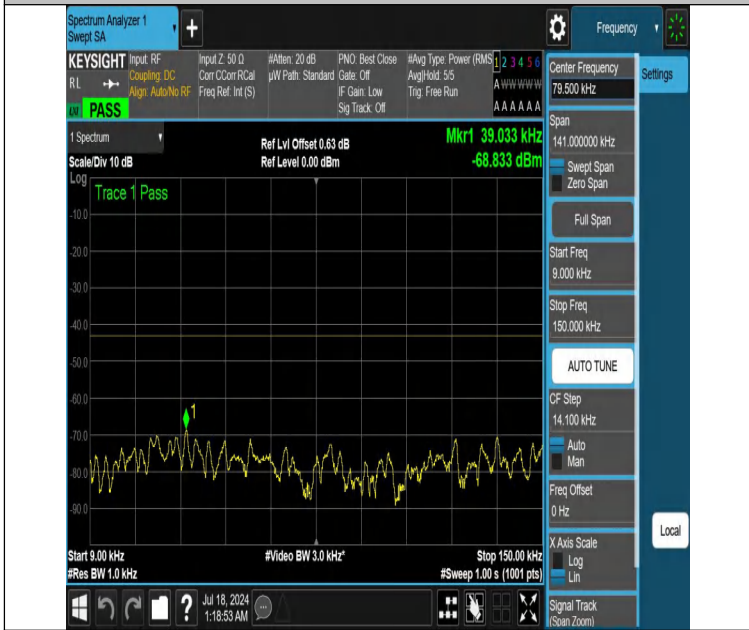 Spectrum Analyzer 1
Swept SA
+
Frequency
KEYSIGHT
RL
PASS
Input: RF
Coupling: DC
Align: Auto/No RF
Input Z: 50 Ω
Corr CCorr RCal
Freq Ref: Int (S)
#Atten: 20 dB
µW Path: Standard
PNO: Best Close
Gate: Off
IF Gain: Low
Sig Track: Off
#Avg Type: Power (RMS
Avg|Hold: 5/5
Trig: Free Run
1 2 3 4 5 6
A W W W W W
A A A A A A
1 Spectrum
Scale/Div 10 dB
Ref Lvl Offset 0.63 dB
Ref Level 0.00 dBm
Mkr1 39.033 kHz
-68.833 dBm
Log
Trace 1 Pass
-10.0
-20.0
-30.0
-40.0
-50.0
-60.0
-70.0
-80.0
-90.0
1
Start 9.00 kHz
#Res BW 1.0 kHz
#Video BW 3.0 kHz*
Stop 150.00 kHz
#Sweep 1.00 s (1001 pts)
Jul 18, 2024
1:18:53 AM
?
Center Frequency
79.500 kHz
Span
141.000000 kHz
Swept Span
Zero Span
Full Span
Start Freq
9.000 kHz
Stop Freq
150.000 kHz
AUTO TUNE
CF Step
14.100 kHz
Auto
Man
Freq Offset
0 Hz
X Axis Scale
Log
Lin
Signal Track
(Span Zoom)
Settings
Local